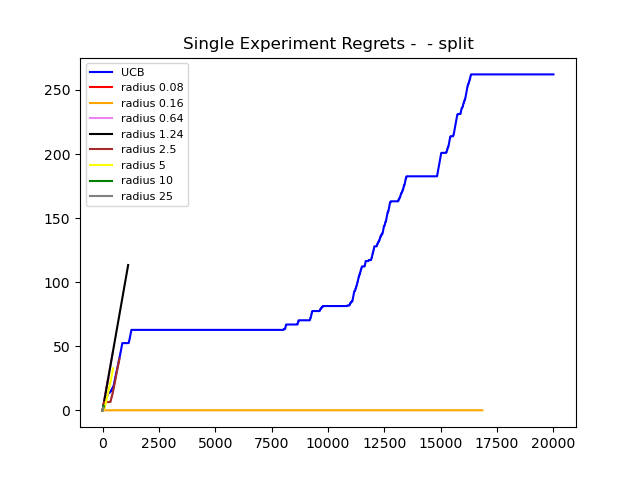 Single Experiment Regrets -  - split
UCB
radius 0.08
radius 0.16
radius 0.64
radius 1.24
radius 2.5
radius 5
radius 10
radius 25
250
200
150
100
50
0
0 2500 5000 7500 10000 12500 15000 17500 20000